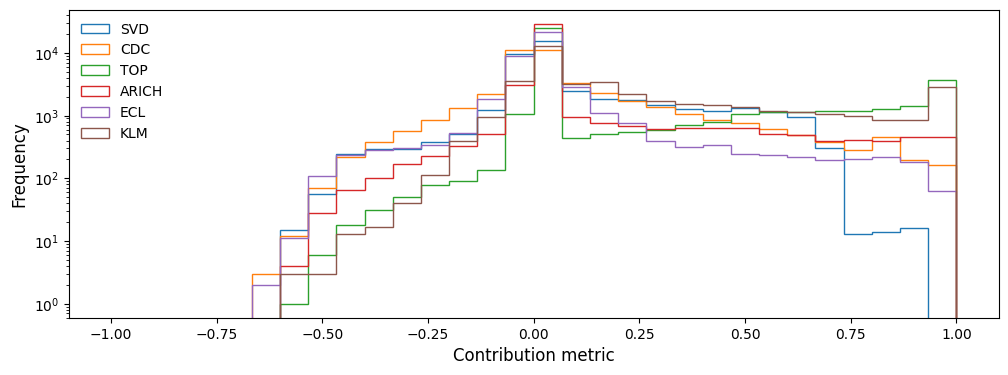 SVD
CDC
TOP
ARICH
ECL
KLM
Frequency
10⁴
10³
10²
10¹
10⁰
−1.00 −0.75 −0.50 −0.25 0.00 0.25 0.50 0.75 1.00
Contribution metric